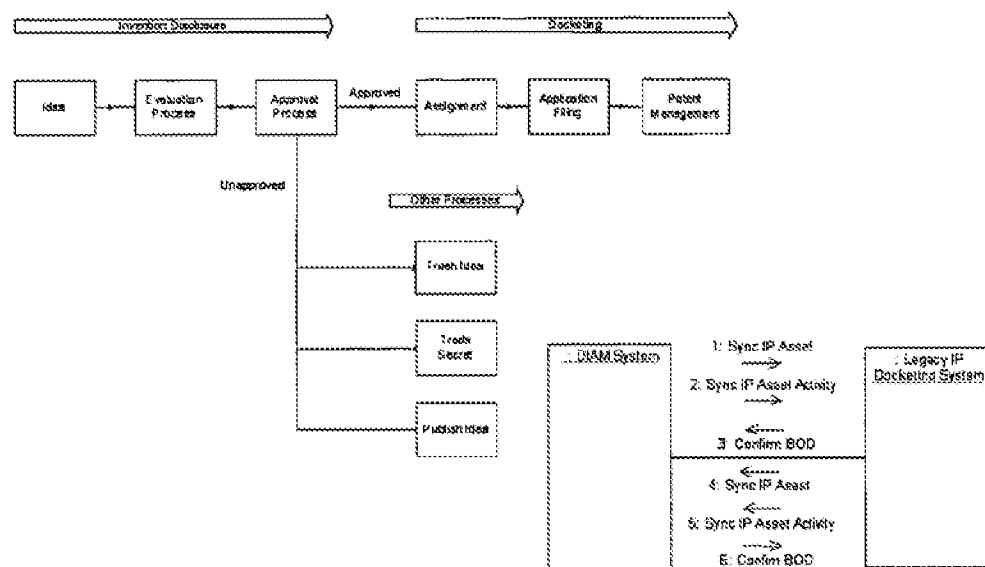 Invention Disclosure
Docketing
Idea
Evaluation
Process
Approval
Process
Approved
Assignment
Application
Filing
Patent
Management
Unapproved
Other Processes
Trash Idea
Trade
Secret
Publish Idea
: DIAM System
1: Sync IP Asset
2: Sync IP Asset Activity
3: Confirm BOD
4: Sync IP Asset
5: Sync IP Asset Activity
6: Confirm BOD
: Legacy IP
Docketing System